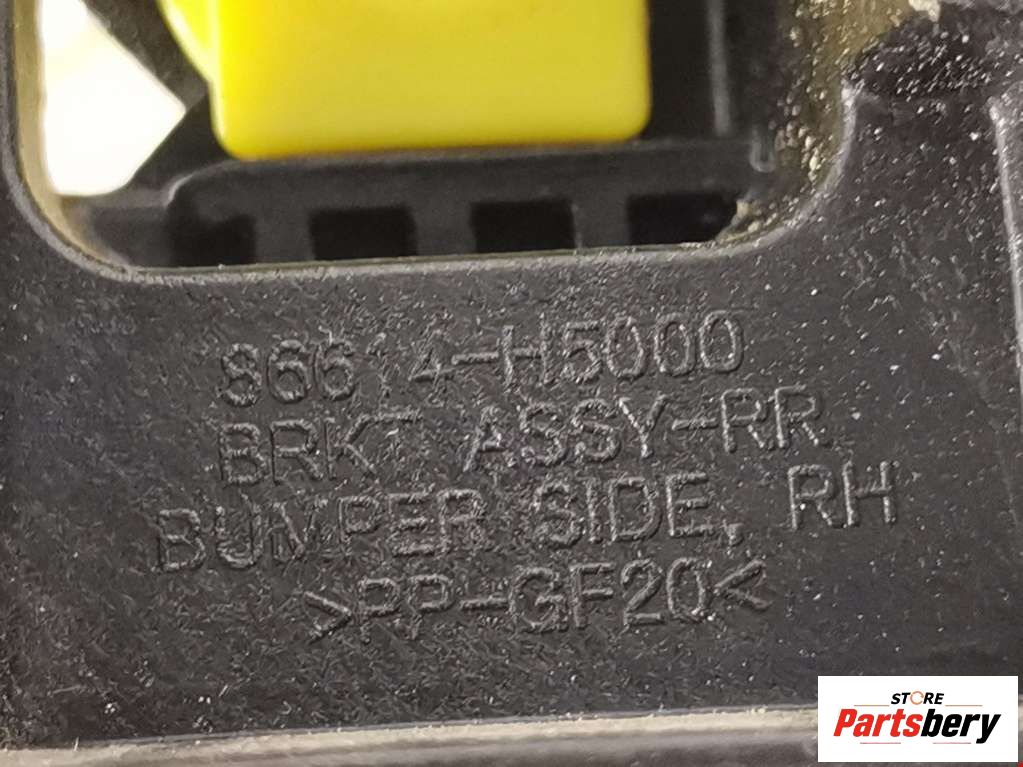 86614-H5000
BRKT ASSY-RR
BUMPER SIDE, RH
>PP-GF20<
STORE
Partsbery